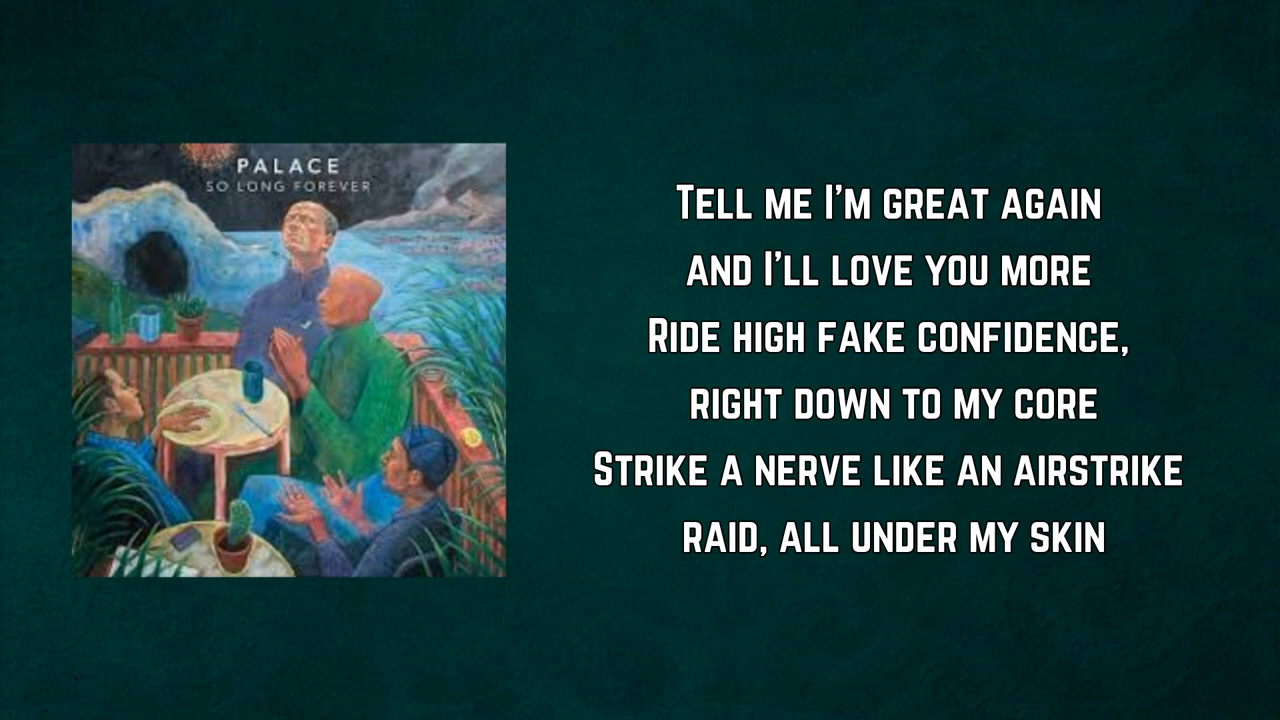 PALACE
SO LONG FOREVER
Tell me I'm great again
and I'll love you more
Ride high fake confidence,
right down to my core
Strike a nerve like an airstrike
raid, all under my skin